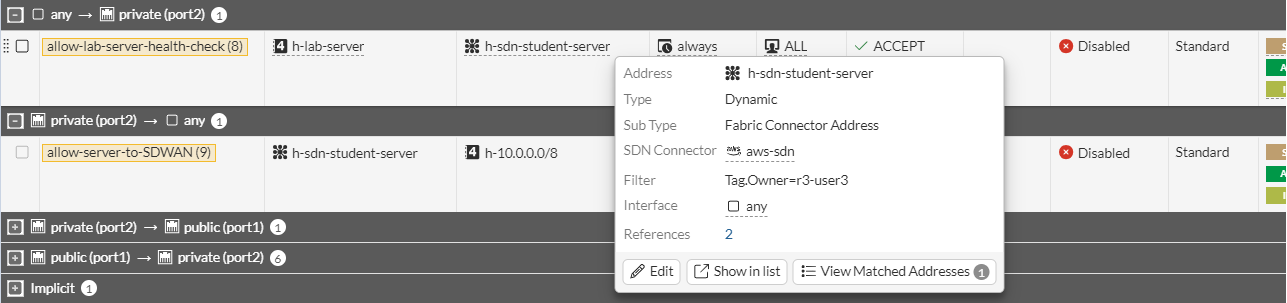 any → private (port2) 1
allow-lab-server-health-check (8) 4 h-lab-server h-sdn-student-server always ALL ACCEPT Disabled Standard
Address h-sdn-student-server
Type Dynamic
Sub Type Fabric Connector Address
SDN Connector aws aws-sdn
Filter Tag.Owner=r3-user3
Interface any
References 2
Edit Show in list View Matched Addresses 1
private (port2) → any 1
allow-server-to-SDWAN (9) h-sdn-student-server 4 h-10.0.0.0/8 Disabled Standard
private (port2) → public (port1) 1
public (port1) → private (port2) 6
Implicit 1